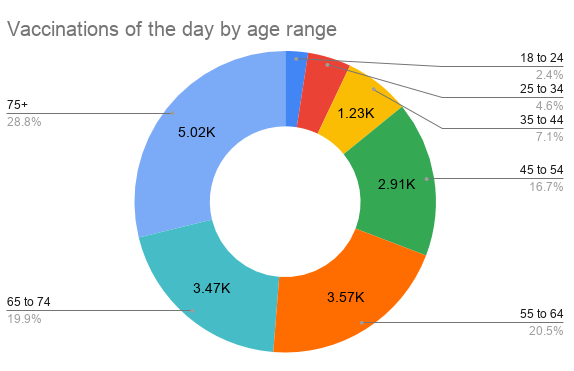 Vaccinations of the day by age range
18 to 24
2.4%
25 to 34
4.6%
35 to 44
7.1%
45 to 54
16.7%
55 to 64
20.5%
65 to 74
19.9%
75+
28.8%
1.23K
2.91K
3.57K
3.47K
5.02K